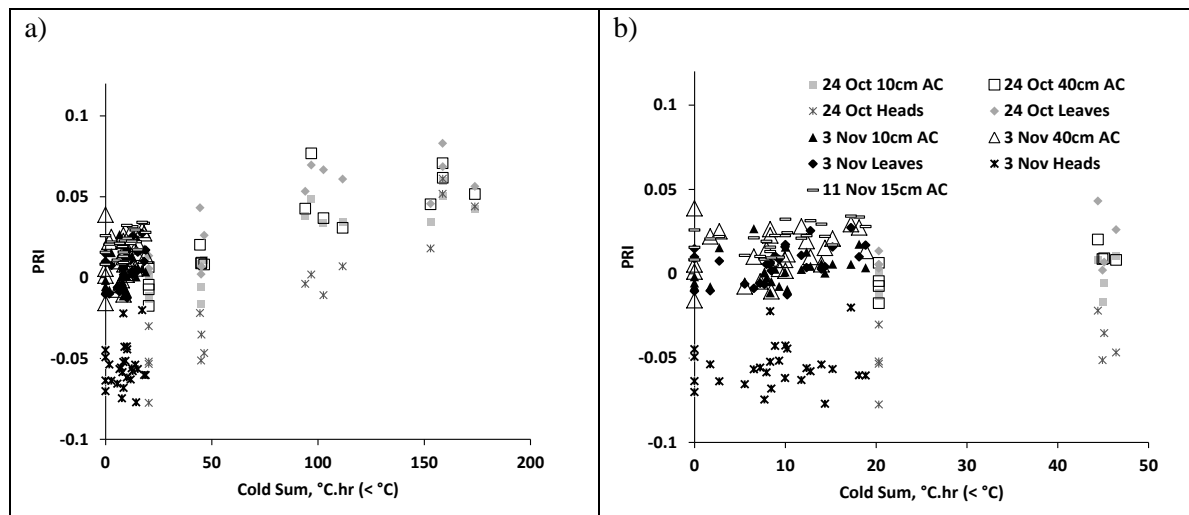 a)
0.1
0.05
0
-0.05
-0.1
PRI
0 50 100 150 200
Cold Sum, °C.hr (< °C)
b)
24 Oct 10cm AC 24 Oct 40cm AC
24 Oct Heads 24 Oct Leaves
3 Nov 10cm AC 3 Nov 40cm AC
3 Nov Leaves 3 Nov Heads
11 Nov 15cm AC
0.1
0.05
0
-0.05
-0.1
PRI
0 10 20 30 40 50
Cold Sum, °C.hr (< °C)